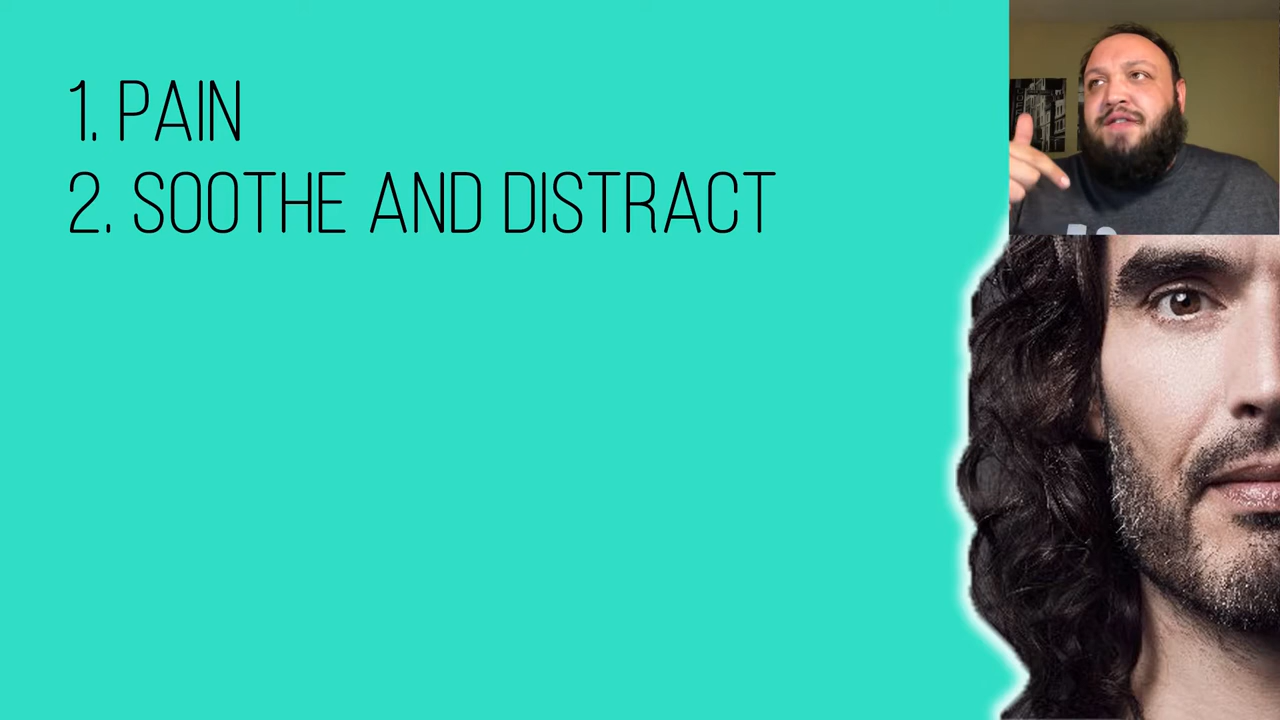 1. PAIN
2. SOOTHE AND DISTRACT